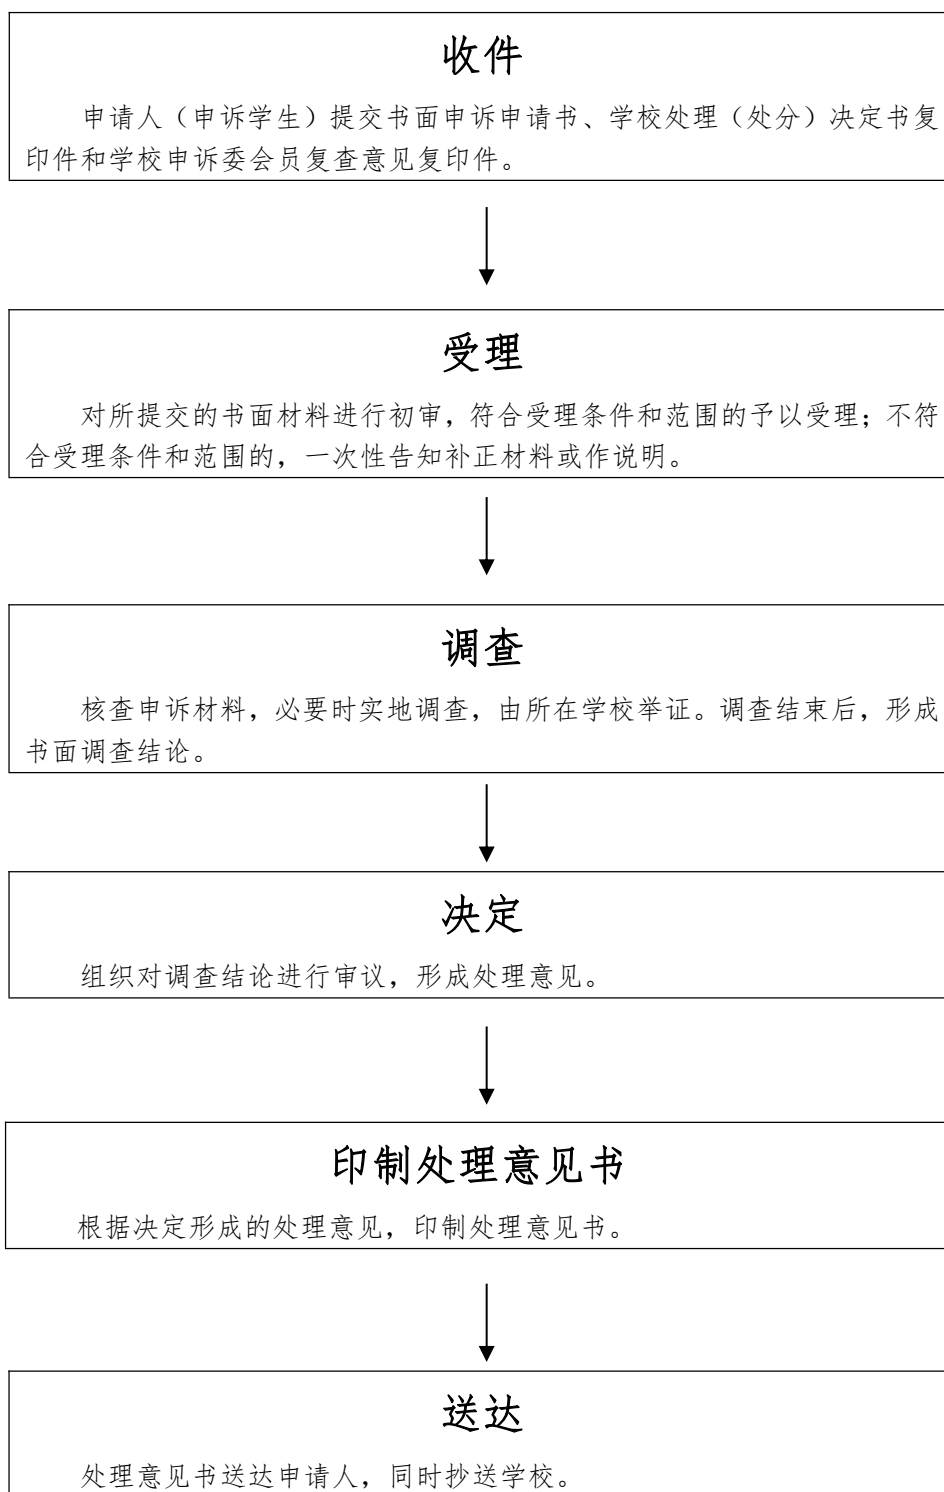 收件
申请人（申诉学生）提交书面申诉申请书、学校处理（处分）决定书复
印件和学校申诉委会员复查意见复印件。
受理
对所提交的书面材料进行初审，符合受理条件和范围的予以受理；不符
合受理条件和范围的，一次性告知补正材料或作说明。
调查
核查申诉材料，必要时实地调查，由所在学校举证。调查结束后，形成
书面调查结论。
决定
组织对调查结论进行审议，形成处理意见。
印制处理意见书
根据决定形成的处理意见，印制处理意见书。
送达
处理意见书送达申请人，同时抄送学校。